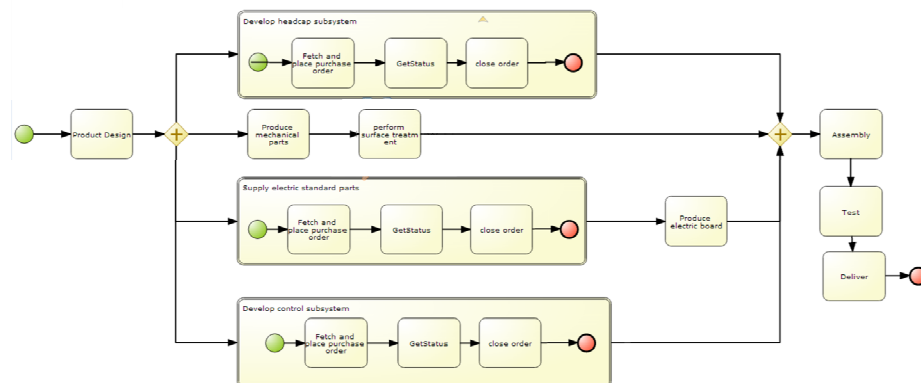 Develop headcap subsystem
Fetch and
place purchase
order
GetStatus
close order
Product Design
Produce
mechanical
parts
perform
surface treatm
ent
Assembly
Supply electric standard parts
Fetch and
place purchase
order
GetStatus
close order
Produce
electric board
Test
Deliver
Develop control subsystem
Fetch and
place purchase
order
GetStatus
close order